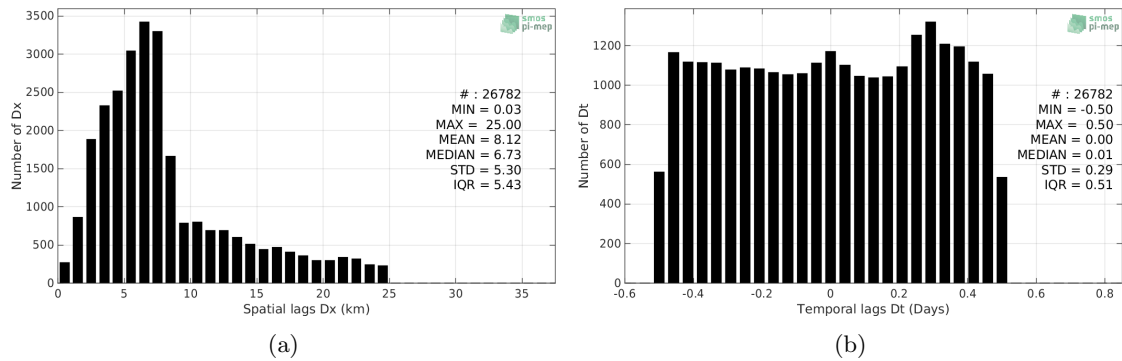 3500
3000
2500
2000
1500
1000
500
0
Number of Dx
smos
pi-mep
# : 26782
MIN = 0.03
MAX = 25.00
MEAN = 8.12
MEDIAN = 6.73
STD = 5.30
IQR = 5.43
0 5 10 15 20 25 30 35
Spatial lags Dx (km)
(a)
1200
1000
800
600
400
200
0
Number of Dt
smos
pi-mep
# : 26782
MIN = -0.50
MAX = 0.50
MEAN = 0.00
MEDIAN = 0.01
STD = 0.29
IQR = 0.51
-0.6 -0.4 -0.2 0 0.2 0.4 0.6 0.8
Temporal lags Dt (Days)
(b)